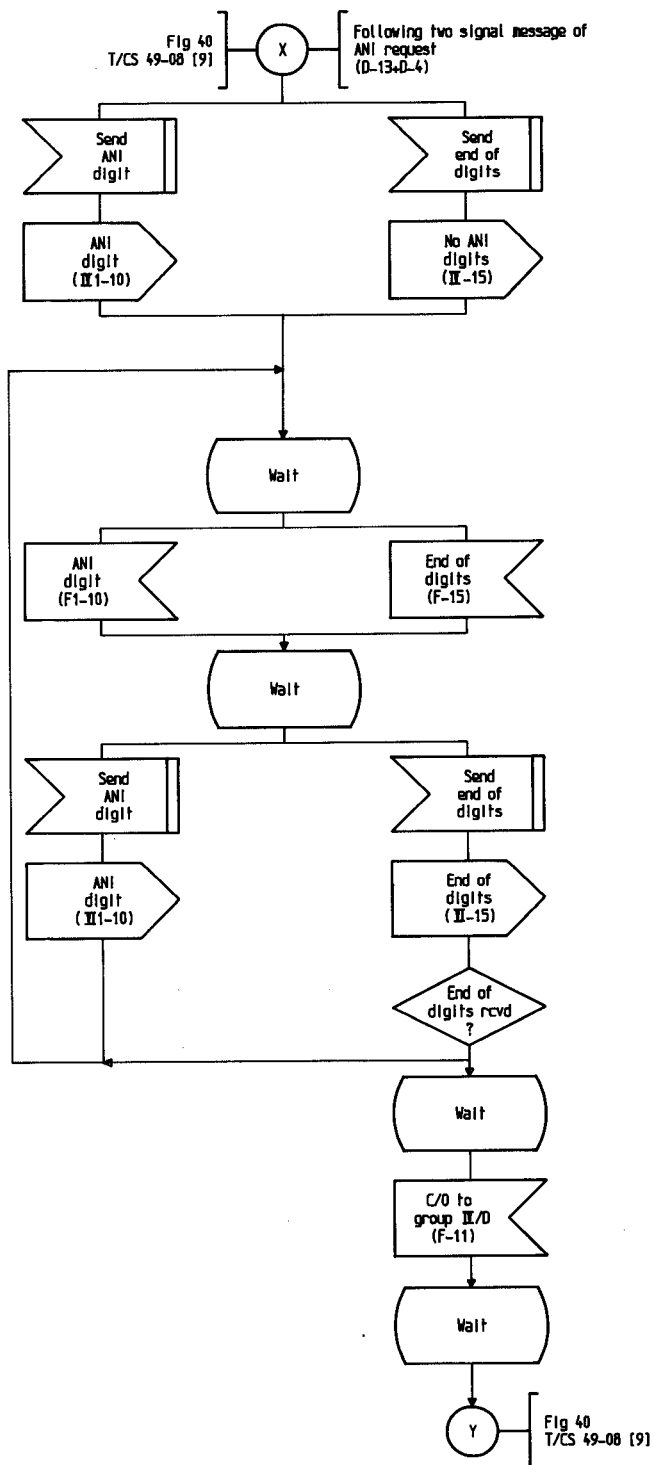 Fig 40
T/CS 49-08 [9]
X
Following two signal message of
ANI request
(D-13+D-4)
Send
ANI
digit
Send
end of
digits
ANI
digit
(Ⅲ1-10)
No ANI
digits
(Ⅲ-15)
Wait
ANI
digit
(F1-10)
End of
digits
(F-15)
Wait
Send
ANI
digit
Send
end of
digits
ANI
digit
(Ⅲ1-10)
End of
digits
(Ⅲ-15)
End of
digits rcvd
?
Wait
C/O to
group Ⅲ/D
(F-11)
Wait
Y
Fig 40
T/CS 49-08 [9]